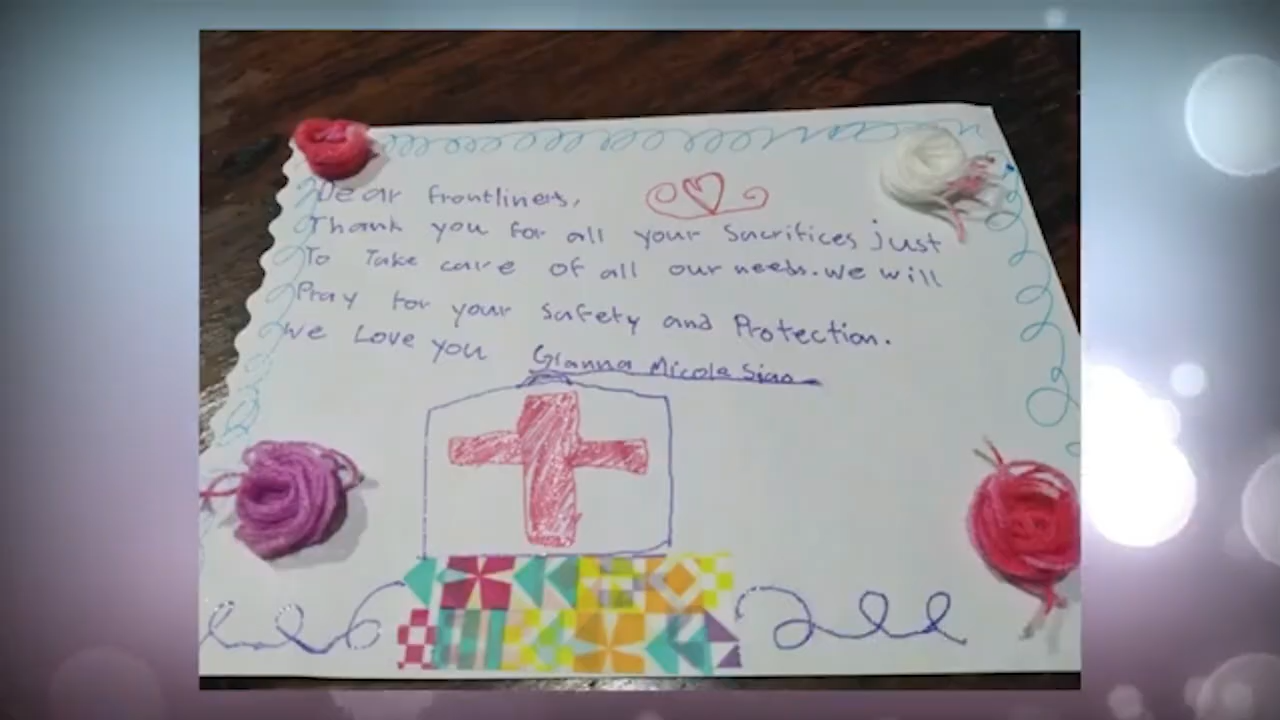 Dear frontliners,
Thank you for all your Sacrifices just
To Take care of all our needs. we will
Pray for your Safety and Protection.
We Love you Gianna Micole Siao